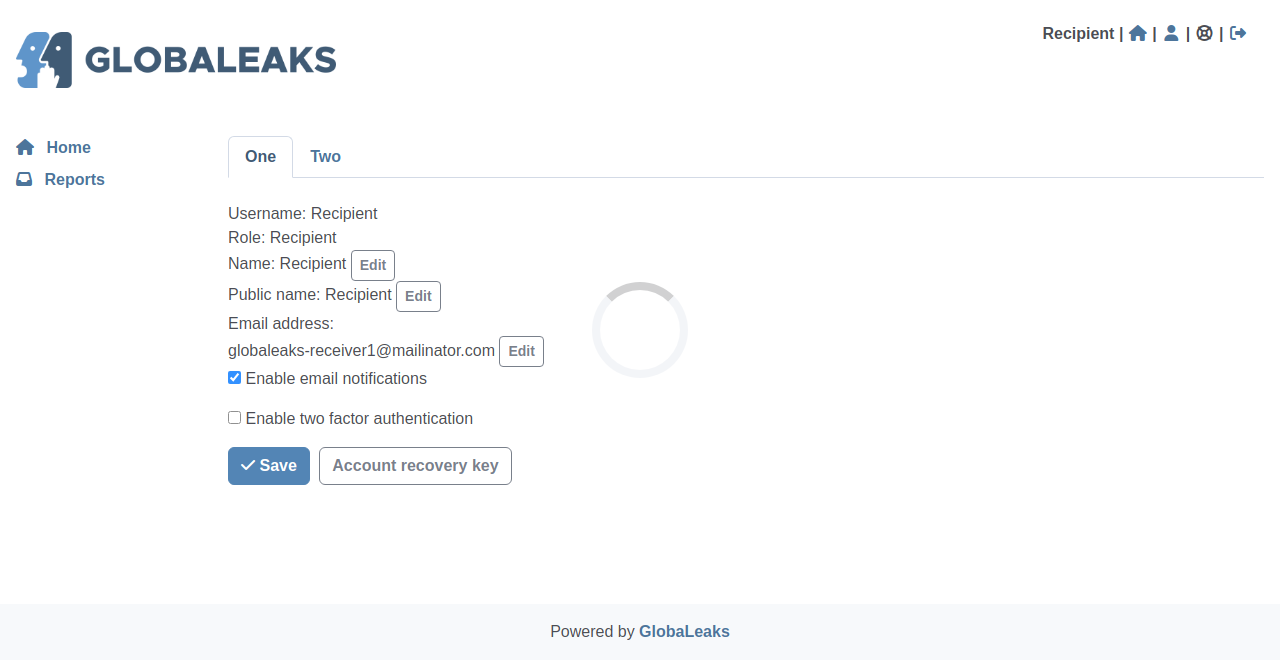 GLOBALEAKS
Recipient | | | |
Home
Reports
One Two
Username: Recipient
Role: Recipient
Name: Recipient Edit
Public name: Recipient Edit
Email address:
globaleaks-receiver1@mailinator.com Edit
Enable email notifications
Enable two factor authentication
Save Account recovery key
Powered by GlobaLeaks